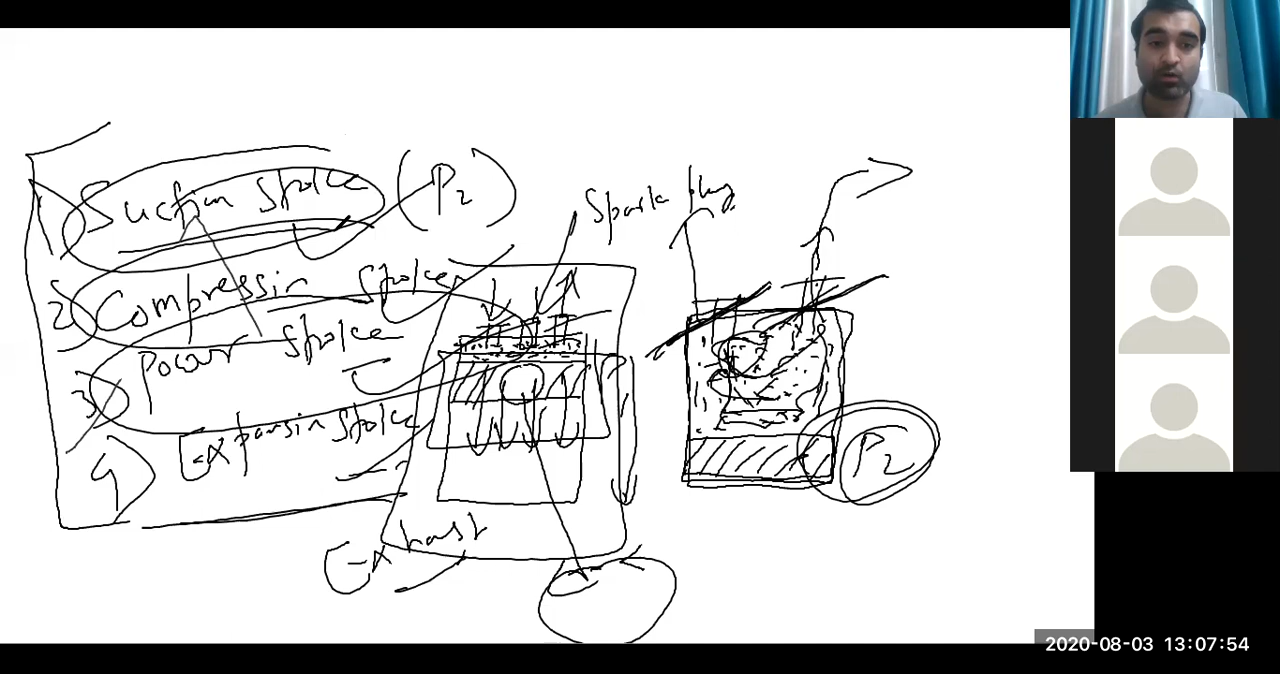 1) Suction Stroke (P2)
Spark plug
2) Compression Stroke
3) Power Stroke
4) Expansion Stroke
P2
Exhaust
2020-08-03 13:07:54